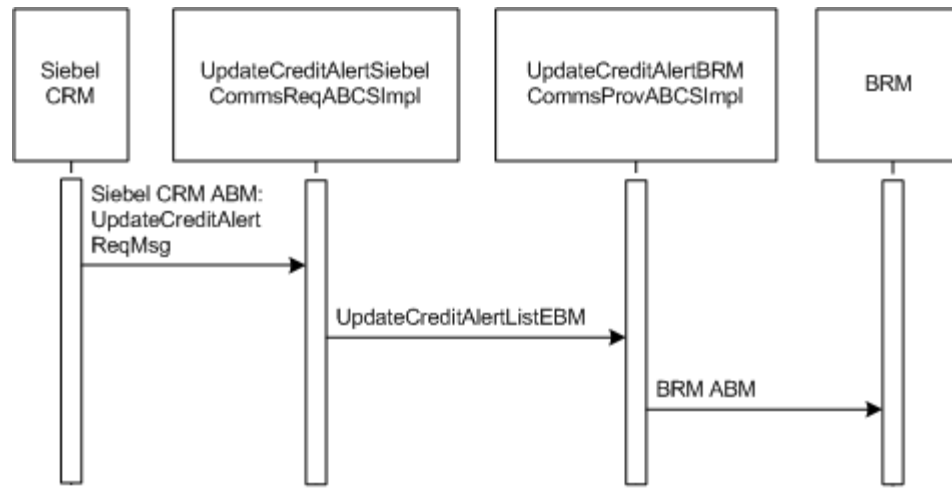 Siebel
CRM
UpdateCreditAlertSiebel
CommsReqABCSImpl
UpdateCreditAlertBRM
CommsProvABCSImpl
BRM
Siebel CRM ABM:
UpdateCreditAlert
ReqMsg
UpdateCreditAlertListEBM
BRM ABM